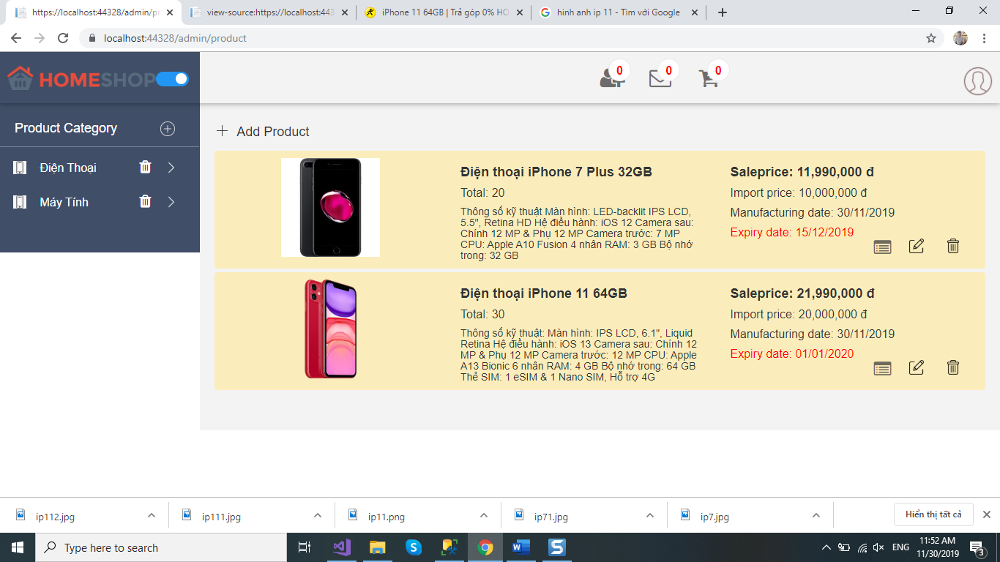 https://localhost:44328/admin/pr
view-source:https://localhost:443
iPhone 11 64GB | Trả góp 0% HO
hinh anh ip 11 - Tìm với Google
localhost:44328/admin/product
HOMESHOP
0
0
0
Product Category
Điện Thoại
Máy Tính
Add Product
Điện thoại iPhone 7 Plus 32GB
Total: 20
Thông số kỹ thuật Màn hình: LED-backlit IPS LCD,
5.5", Retina HD Hệ điều hành: iOS 12 Camera sau:
Chính 12 MP & Phụ 12 MP Camera trước: 7 MP
CPU: Apple A10 Fusion 4 nhân RAM: 3 GB Bộ nhớ
trong: 32 GB
Saleprice: 11,990,000 đ
Import price: 10,000,000 đ
Manufacturing date: 30/11/2019
Expiry date: 15/12/2019
Điện thoại iPhone 11 64GB
Total: 30
Thông số kỹ thuật: Màn hình: IPS LCD, 6.1", Liquid
Retina Hệ điều hành: iOS 13 Camera sau: Chính 12
MP & Phụ 12 MP Camera trước: 12 MP CPU: Apple
A13 Bionic 6 nhân RAM: 4 GB Bộ nhớ trong: 64 GB
Thẻ SIM: 1 eSIM & 1 Nano SIM, Hỗ trợ 4G
Saleprice: 21,990,000 đ
Import price: 20,000,000 đ
Manufacturing date: 30/11/2019
Expiry date: 01/01/2020
ip112.jpg
ip111.jpg
ip11.png
ip71.jpg
ip7.jpg
Hiển thị tất cả
Type here to search
ENG
11:52 AM
11/30/2019
3